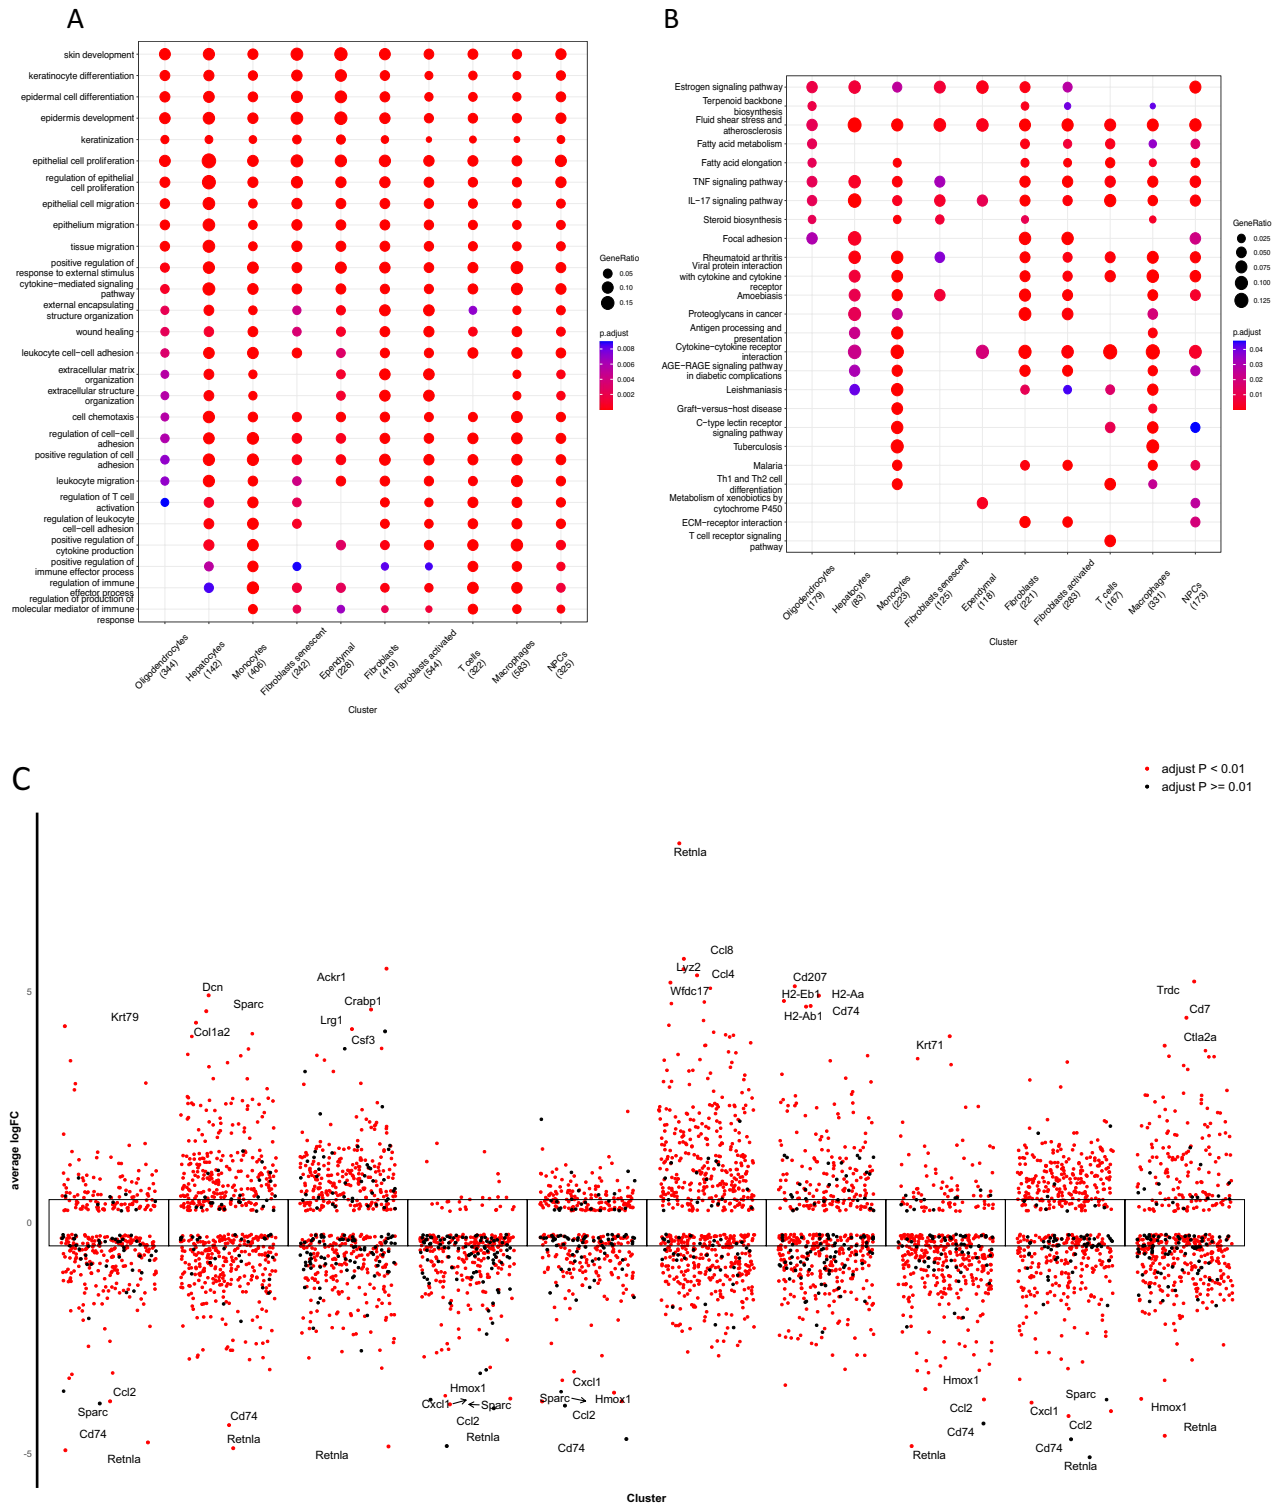 A
skin development
keratinocyte differentiation
epidermal cell differentiation
epidermis development
keratinization
epithelial cell proliferation
regulation of epithelial
cell proliferation
epithelial cell migration
epithelium migration
tissue migration
positive regulation of
response to external stimulus
cytokine-mediated signaling
pathway
external encapsulating
structure organization
wound healing
leukocyte cell-cell adhesion
extracellular matrix
organization
extracellular structure
organization
cell chemotaxis
regulation of cell-cell
adhesion
positive regulation of cell
adhesion
leukocyte migration
regulation of T cell
activation
regulation of leukocyte
cell-cell adhesion
positive regulation of
cytokine production
positive regulation of
immune effector process
regulation of immune
effector process
regulation of production of
molecular mediator of immune
response
Oligodendrocytes
(344)
Hepatocytes
(142)
Monocytes
(406)
Fibroblasts senescent
(242)
Ependymal
(228)
Fibroblasts
(419)
Fibroblasts activated
(544)
T cells
(322)
Macrophages
(583)
NPCs
(325)
Cluster
GeneRatio
0.05
0.10
0.15
p.adjust
0.008
0.006
0.004
0.002
B
Estrogen signaling pathway
Terpenoid backbone
biosynthesis
Fluid shear stress and
atherosclerosis
Fatty acid metabolism
Fatty acid elongation
TNF signaling pathway
IL-17 signaling pathway
Steroid biosynthesis
Focal adhesion
Rheumatoid arthritis
Viral protein interaction
with cytokine and cytokine
receptor
Amoebiasis
Proteoglycans in cancer
Antigen processing and
presentation
Cytokine-cytokine receptor
interaction
AGE-RAGE signaling pathway
in diabetic complications
Leishmaniasis
Graft-versus-host disease
C-type lectin receptor
signaling pathway
Tuberculosis
Malaria
Th1 and Th2 cell
differentiation
Metabolism of xenobiotics by
cytochrome P450
ECM-receptor interaction
T cell receptor signaling
pathway
Oligodendrocytes
(179)
Hepatocytes
(83)
Monocytes
(223)
Fibroblasts senescent
(125)
Ependymal
(118)
Fibroblasts
(221)
Fibroblasts activated
(283)
T cells
(167)
Macrophages
(331)
NPCs
(173)
Cluster
GeneRatio
0.025
0.050
0.075
0.100
0.125
p.adjust
0.04
0.03
0.02
0.01
C
adjust P < 0.01
adjust P >= 0.01
average logFC
5
0
-5
Krt79
Ccl2
Sparc
Cd74
Retnla
Dcn
Sparc
Col1a2
Cd74
Retnla
Ackr1
Crabp1
Lrg1
Csf3
Retnla
Hmox1
Cxcl1
Sparc
Ccl2
Retnla
Cxcl1
Sparc
Hmox1
Ccl2
Cd74
Retnla
Ccl8
Lyz2
Ccl4
Wfdc17
Cd207
H2-Eb1
H2-Aa
H2-Ab1
Cd74
Krt71
Hmox1
Ccl2
Cd74
Retnla
Sparc
Cxcl1
Ccl2
Cd74
Retnla
Trdc
Cd7
Ctla2a
Hmox1
Retnla
Cluster